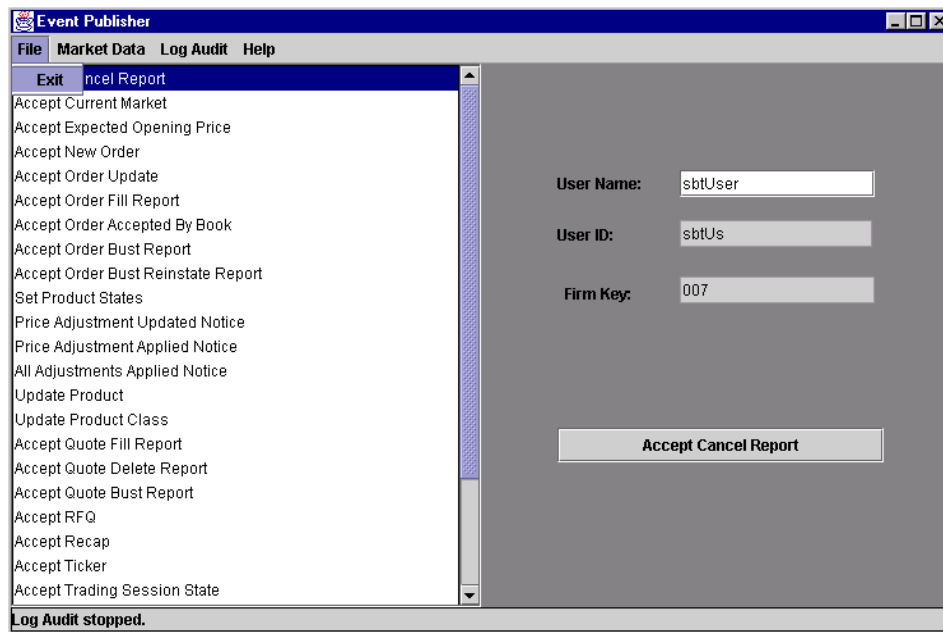 Event Publisher
File Market Data Log Audit Help
Exit
ncel Report
Accept Current Market
Accept Expected Opening Price
Accept New Order
Accept Order Update
Accept Order Fill Report
Accept Order Accepted By Book
Accept Order Bust Report
Accept Order Bust Reinstate Report
Set Product States
Price Adjustment Updated Notice
Price Adjustment Applied Notice
All Adjustments Applied Notice
Update Product
Update Product Class
Accept Quote Fill Report
Accept Quote Delete Report
Accept Quote Bust Report
Accept RFQ
Accept Recap
Accept Ticker
Accept Trading Session State
User Name: sbtUser
User ID: sbtUs
Firm Key: 007
Accept Cancel Report
Log Audit stopped.